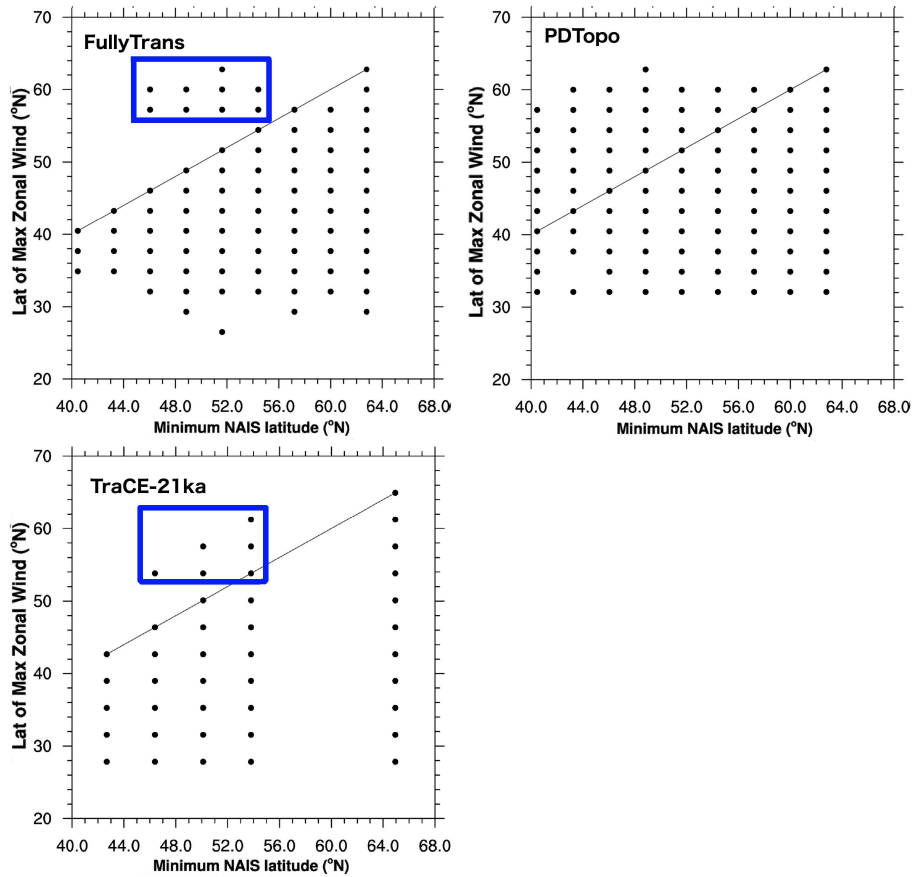 FullyTrans
Lat of Max Zonal Wind (°N)
70
60
50
40
30
20
40.0 44.0 48.0 52.0 56.0 60.0 64.0 68.0
Minimum NAIS latitude (°N)
PDTopo
Lat of Max Zonal Wind (°N)
70
60
50
40
30
20
40.0 44.0 48.0 52.0 56.0 60.0 64.0 68.0
Minimum NAIS latitude (°N)
TraCE-21ka
Lat of Max Zonal Wind (°N)
70
60
50
40
30
20
40.0 44.0 48.0 52.0 56.0 60.0 64.0 68.0
Minimum NAIS latitude (°N)